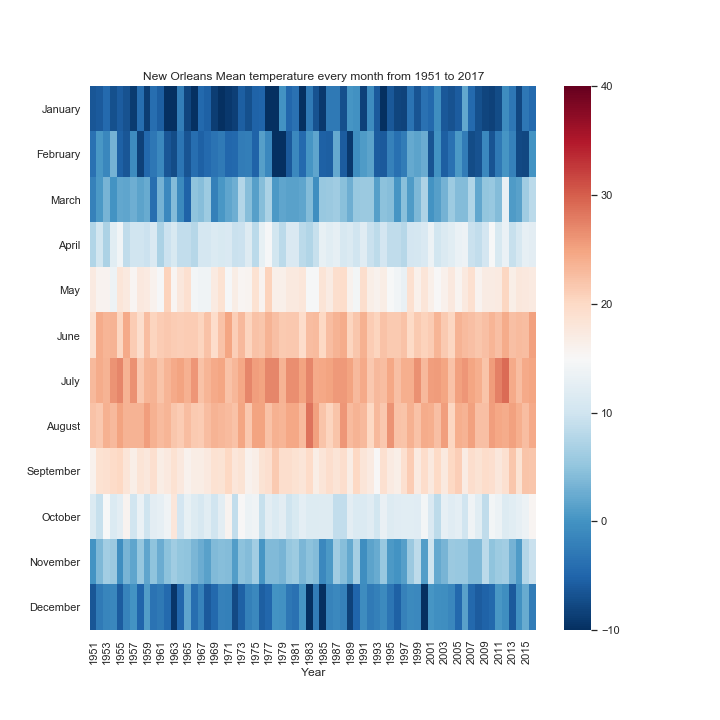 New Orleans Mean temperature every month from 1951 to 2017
January
February
March
April
May
June
July
August
September
October
November
December
40
30
20
10
0
−10
1951
1953
1955
1957
1959
1961
1963
1965
1967
1969
1971
1973
1975
1977
1979
1981
1983
1985
1987
1989
1991
1993
1995
1997
1999
2001
2003
2005
2007
2009
2011
2013
2015
Year